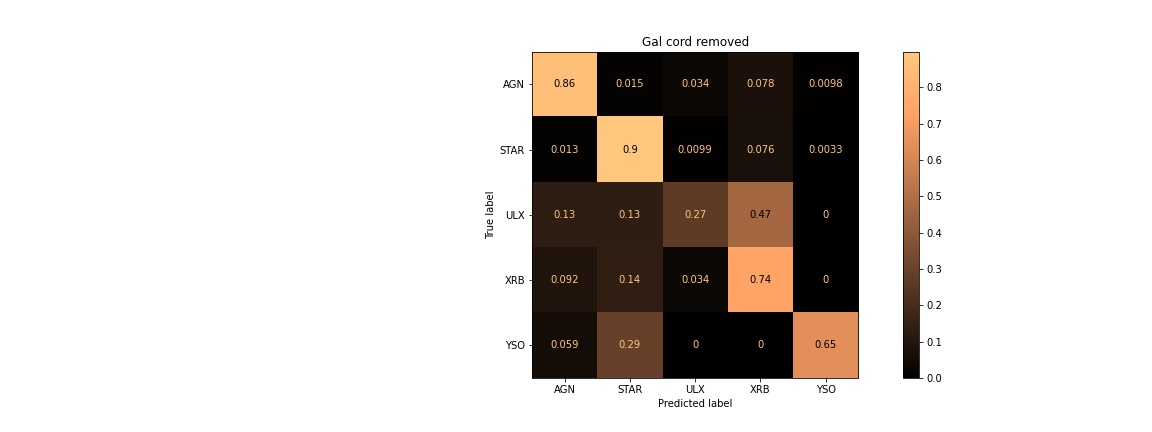 Gal cord removed
True label
AGN 0.86 0.015 0.034 0.078 0.0098
STAR 0.013 0.9 0.0099 0.076 0.0033
ULX 0.13 0.13 0.27 0.47 0
XRB 0.092 0.14 0.034 0.74 0
YSO 0.059 0.29 0 0 0.65
AGN STAR ULX XRB YSO
Predicted label
0.8
0.7
0.6
0.5
0.4
0.3
0.2
0.1
0.0